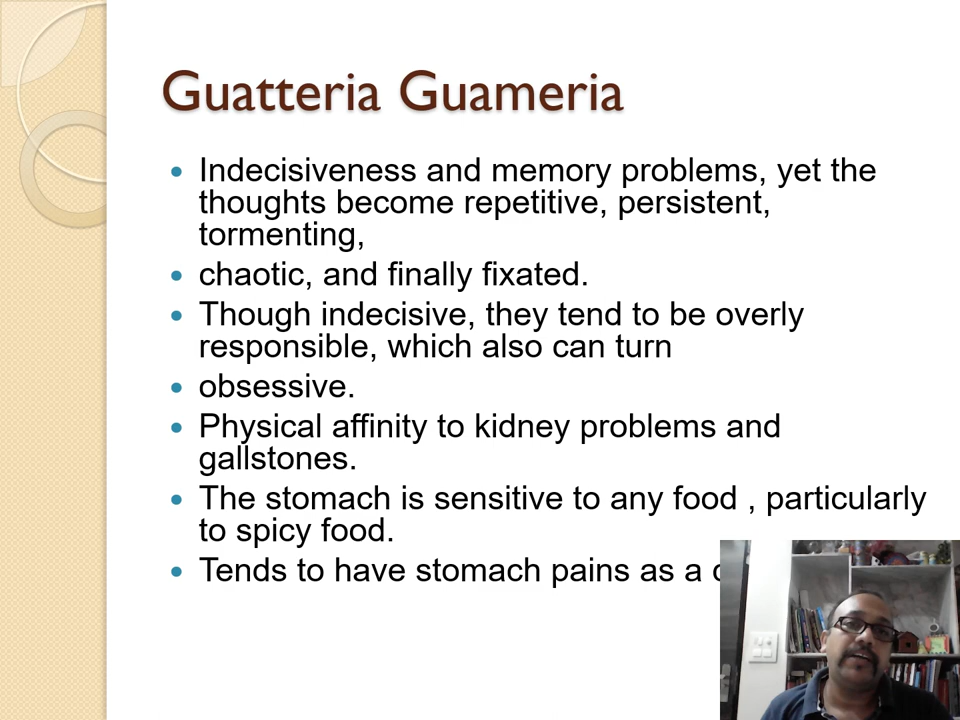 Guatteria Guameria
Indecisiveness and memory problems, yet the
thoughts become repetitive, persistent,
tormenting,
chaotic, and finally fixated.
Though indecisive, they tend to be overly
responsible, which also can turn
obsessive.
Physical affinity to kidney problems and
gallstones.
The stomach is sensitive to any food , particularly
to spicy food.
Tends to have stomach pains as a